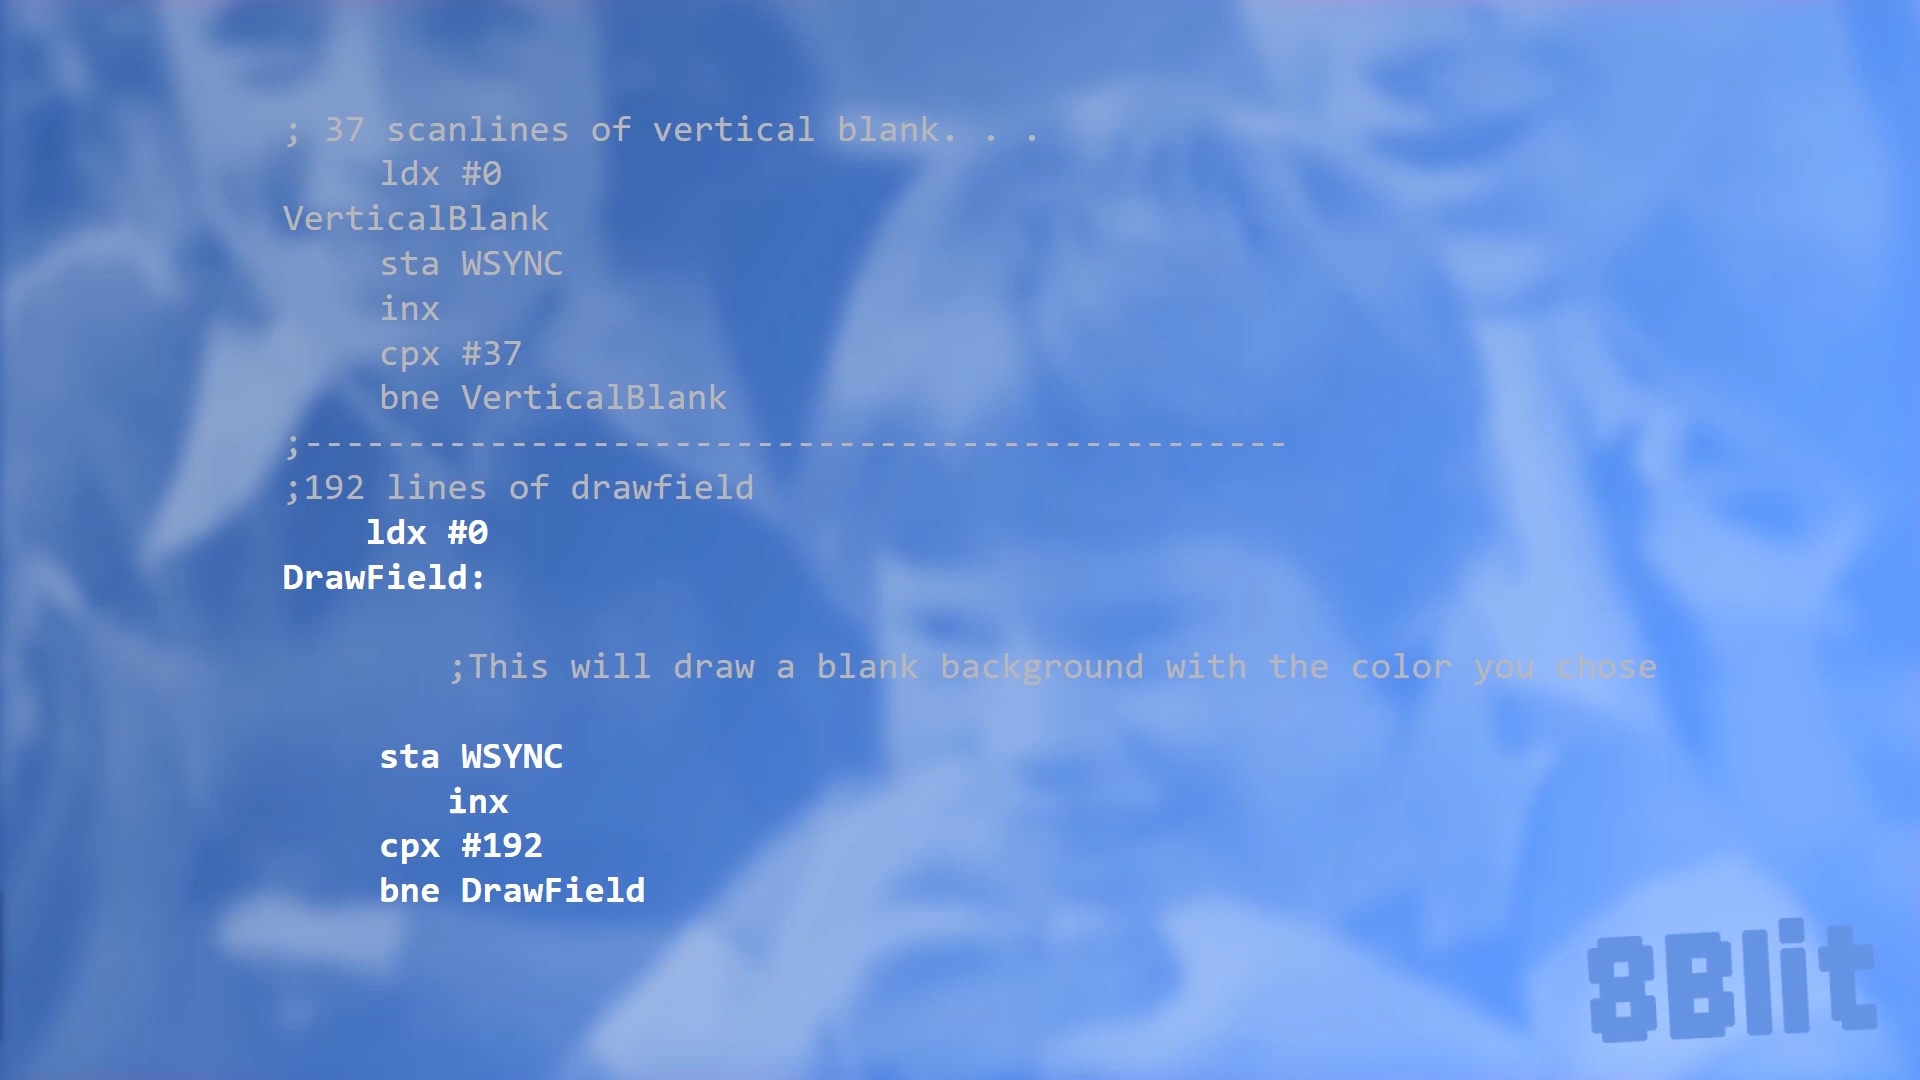 ; 37 scanlines of vertical blank. . .
ldx #0
VerticalBlank
sta WSYNC
inx
cpx #37
bne VerticalBlank
;------------------------------------------------
;192 lines of drawfield
ldx #0
DrawField:
;This will draw a blank background with the color you chose
sta WSYNC
inx
cpx #192
bne DrawField
8Blit